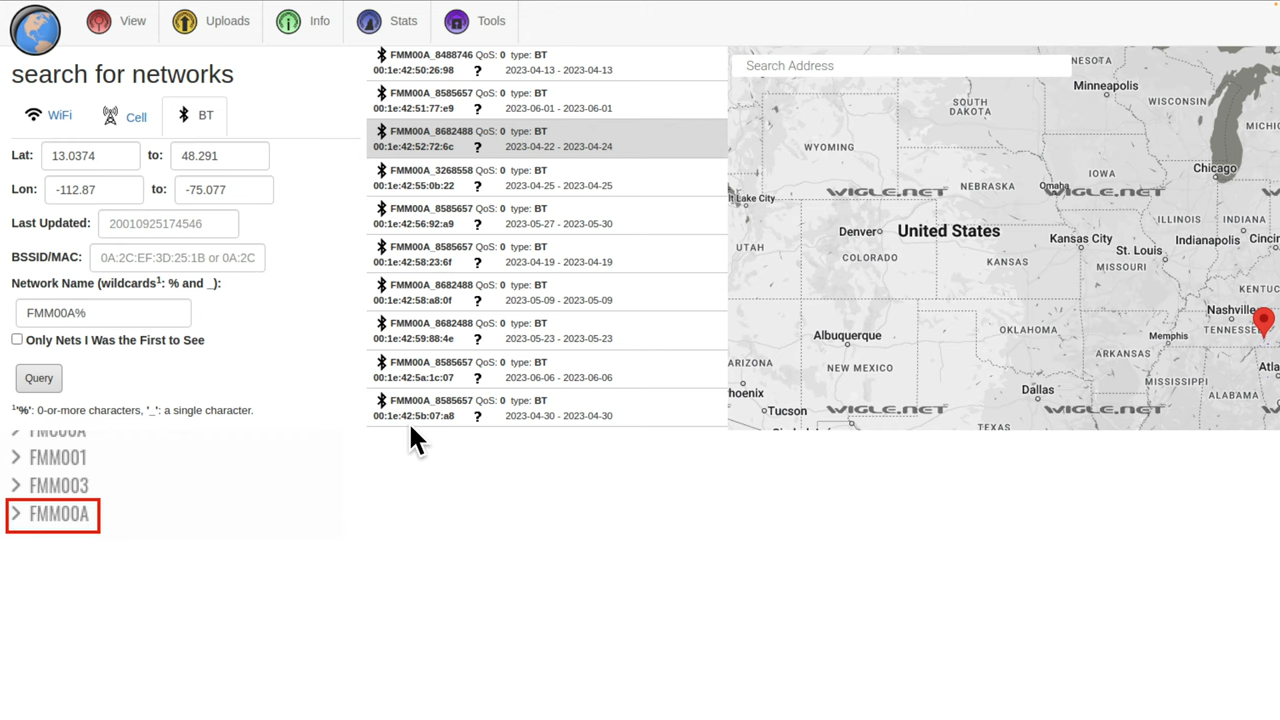 View Uploads Info Stats Tools
search for networks
WiFi Cell BT
Lat: 13.0374 to: 48.291
Lon: -112.87 to: -75.077
Last Updated: 20010925174546
BSSID/MAC: 0A:2C:EF:3D:25:1B or 0A:2C
Network Name (wildcards1: % and _):
FMM00A%
Only Nets I Was the First to See
Query
1'%': 0-or-more characters, '_': a single character.
FMM001
FMM003
FMM00A
FMM00A_8488746 QoS: 0 type: BT
00:1e:42:50:26:98 ? 2023-04-13 - 2023-04-13
FMM00A_8585657 QoS: 0 type: BT
00:1e:42:51:77:e9 ? 2023-06-01 - 2023-06-01
FMM00A_8682488 QoS: 0 type: BT
00:1e:42:52:72:6c ? 2023-04-22 - 2023-04-24
FMM00A_3268558 QoS: 0 type: BT
00:1e:42:55:0b:22 ? 2023-04-25 - 2023-04-25
FMM00A_8585657 QoS: 0 type: BT
00:1e:42:56:92:a9 ? 2023-05-27 - 2023-05-30
FMM00A_8585657 QoS: 0 type: BT
00:1e:42:58:23:6f ? 2023-04-19 - 2023-04-19
FMM00A_8682488 QoS: 0 type: BT
00:1e:42:58:a8:0f ? 2023-05-09 - 2023-05-09
FMM00A_8682488 QoS: 0 type: BT
00:1e:42:59:88:4e ? 2023-05-23 - 2023-05-23
FMM00A_8585657 QoS: 0 type: BT
00:1e:42:5a:1c:07 ? 2023-06-06 - 2023-06-06
FMM00A_8585657 QoS: 0 type: BT
00:1e:42:5b:07:a8 ? 2023-04-30 - 2023-04-30
Search Address
NESOTA
Minneapolis
SOUTH
DAKOTA
WISCONSIN
MICHIC
WYOMING
Chicago
IOWA
NEBRASKA
Omaha
WIGLE.NET WIGLE.NET
lt Lake City
ILLINOIS INDIANA
Denver United States
Kansas City Indianapolis Cincin
UTAH
St. Louis
COLORADO KANSAS
MISSOURI
KENTUC
Nashville
OKLAHOMA TENNESSEE
Albuquerque Memphis
ARKANSAS
ARIZONA NEW MEXICO
Atla
MISSISSIPPI
hoenix Dallas
ALABAMA
Tucson WIGLE.NET WIGLE.NET
TEXAS